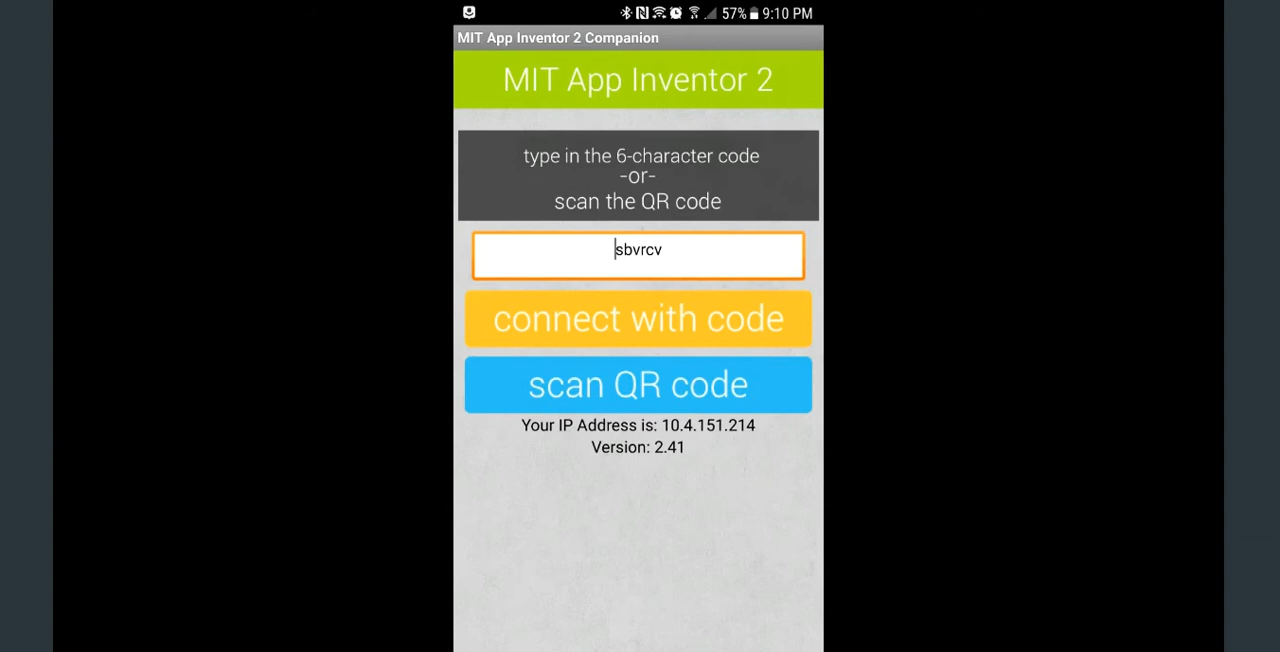 57% 9:10 PM
MIT App Inventor 2 Companion
MIT App Inventor 2
type in the 6-character code
-or-
scan the QR code
sbvrcv
connect with code
scan QR code
Your IP Address is: 10.4.151.214
Version: 2.41